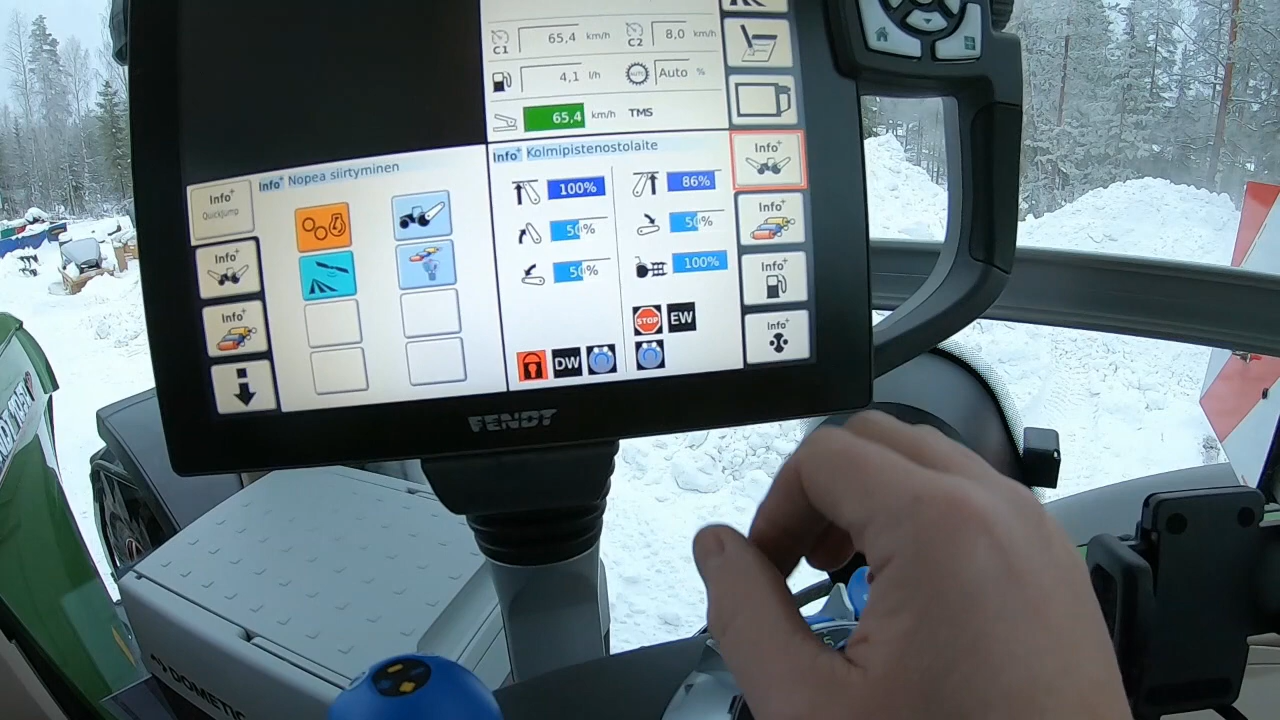 C1 65,4 km/h C2 8,0 km/h
4,1 l/h AUTO Auto %
65,4 km/h TMS
Info+ Kolmipistenostolaite
Info+
100% 86%
50% 50%
50% 100%
STOP EW
DW
Info+
Info+
Info+
Info+ Nopea siirtyminen
Info+
QuickJump
Info+
Info+
FENDT
DOMETIC